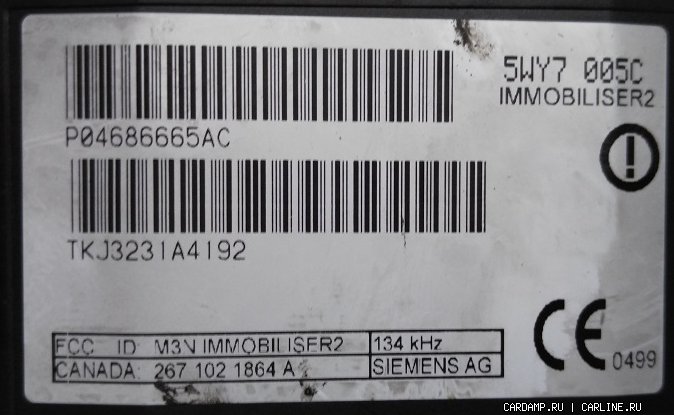 5WY7 005C
IMMOBILISER2
P04686665AC
TKJ3231A4192
FCC ID: M3N IMMOBILISER2 134 kHz
CANADA: 267 102 1864 A SIEMENS AG
CE 0499
CARDAMP.RU | CARLINE.RU